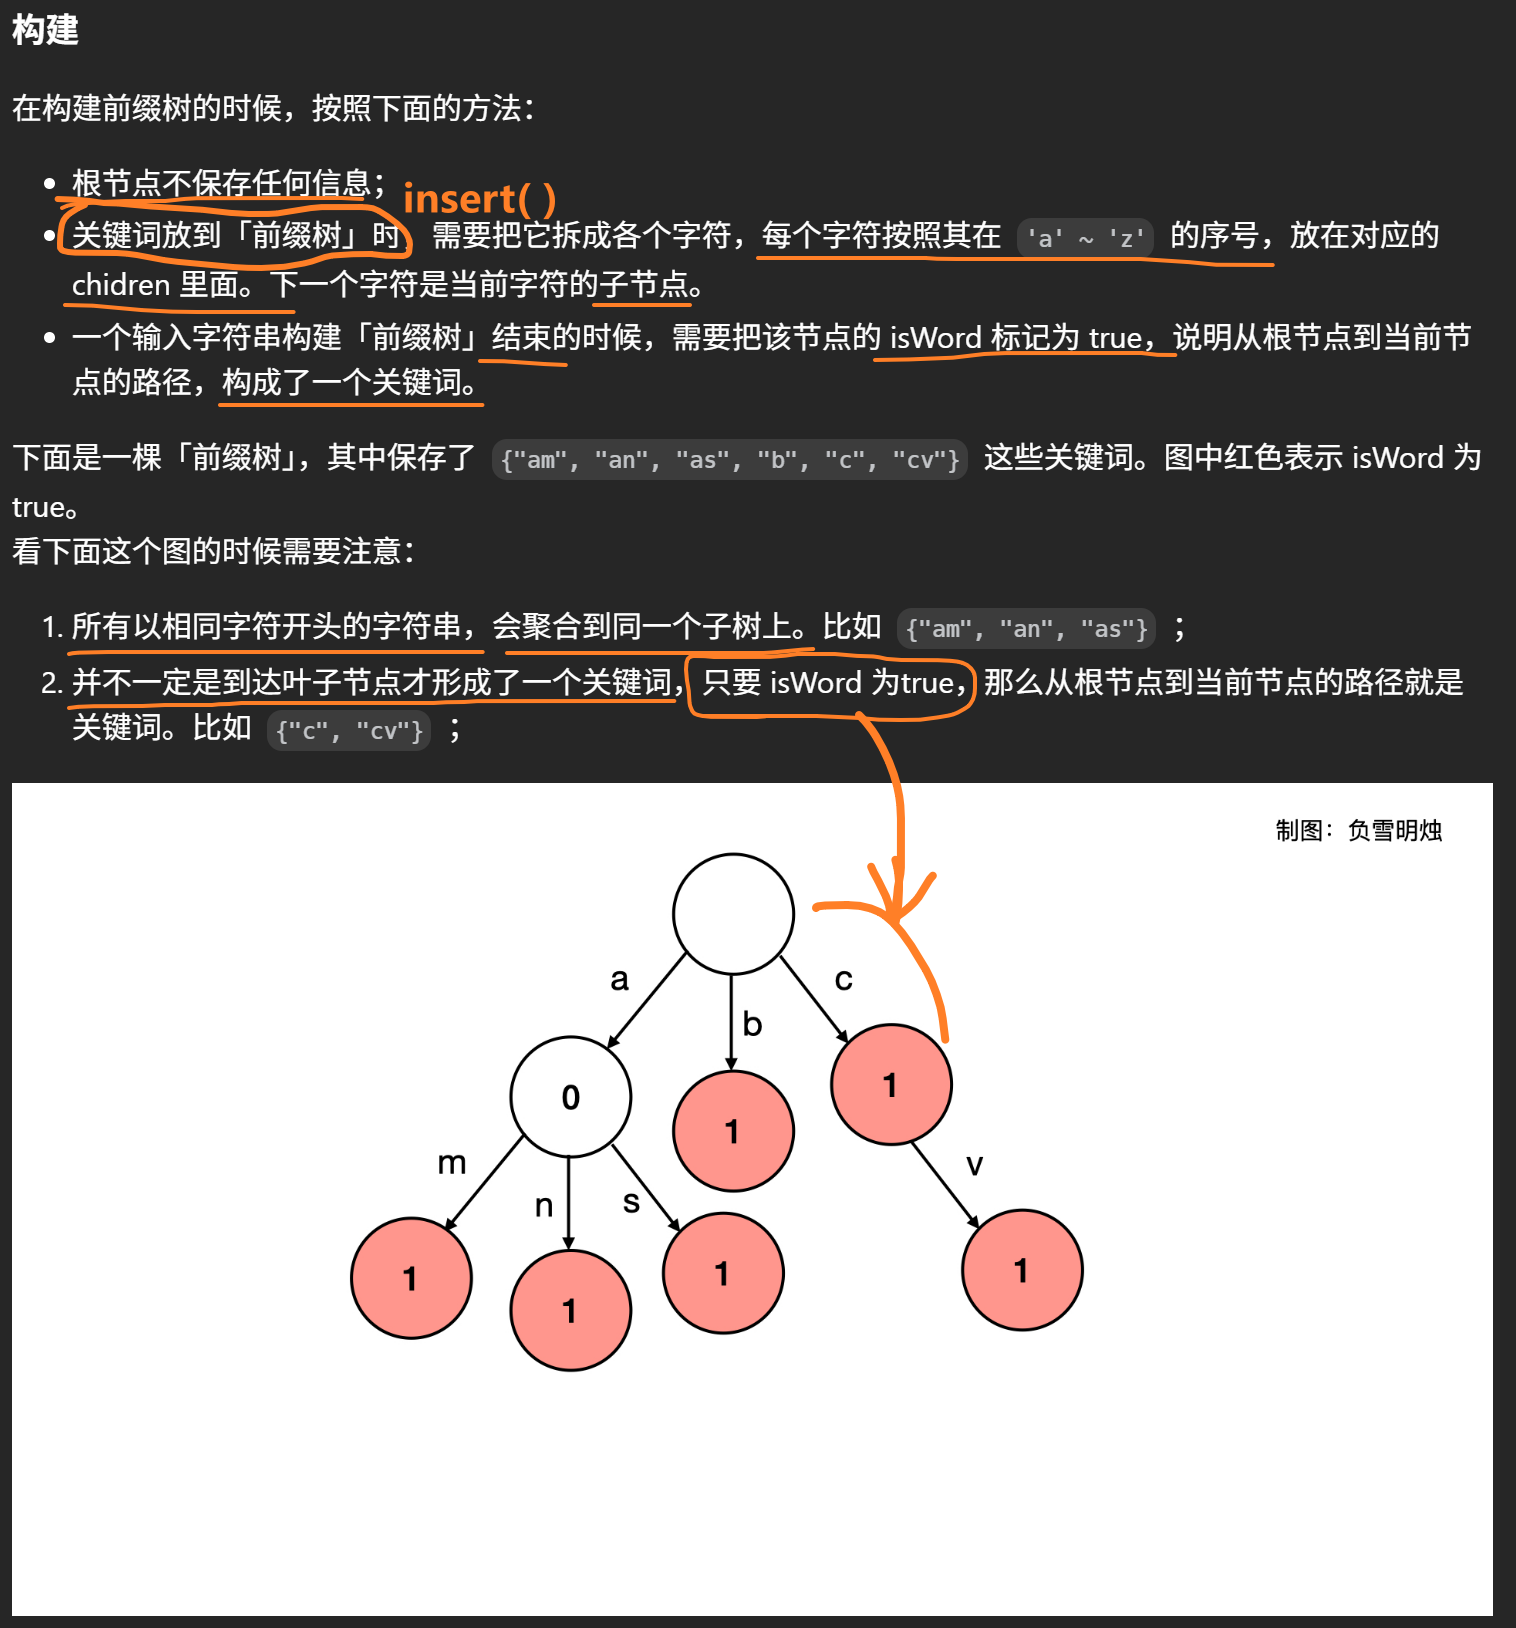 构建
在构建前缀树的时候，按照下面的方法：
根节点不保存任何信息；
insert( )
关键词放到「前缀树」时，需要把它拆成各个字符，每个字符按照其在 'a' ~ 'z' 的序号，放在对应的
chidren 里面。下一个字符是当前字符的子节点。
一个输入字符串构建「前缀树」结束的时候，需要把该节点的 isWord 标记为 true，说明从根节点到当前节
点的路径，构成了一个关键词。
下面是一棵「前缀树」，其中保存了 {"am", "an", "as", "b", "c", "cv"} 这些关键词。图中红色表示 isWord 为
true。
看下面这个图的时候需要注意：
1. 所有以相同字符开头的字符串，会聚合到同一个子树上。比如 {"am", "an", "as"} ；
2. 并不一定是到达叶子节点才形成了一个关键词，只要 isWord 为true，那么从根节点到当前节点的路径就是
关键词。比如 {"c", "cv"} ；
制图：负雪明烛
a
b
c
0
1
1
m
n
s
v
1
1
1
1